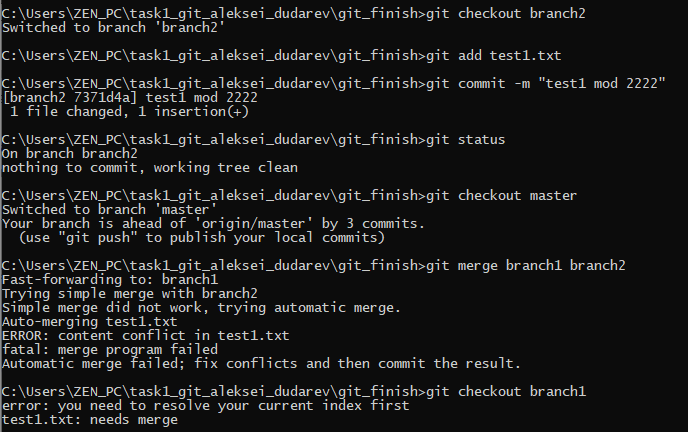 C:\Users\ZEN_PC\task1_git_aleksei_dudarev\git_finish>git checkout branch2
Switched to branch 'branch2'
C:\Users\ZEN_PC\task1_git_aleksei_dudarev\git_finish>git add test1.txt
C:\Users\ZEN_PC\task1_git_aleksei_dudarev\git_finish>git commit -m "test1 mod 2222"
[branch2 7371d4a] test1 mod 2222
 1 file changed, 1 insertion(+)
C:\Users\ZEN_PC\task1_git_aleksei_dudarev\git_finish>git status
On branch branch2
nothing to commit, working tree clean
C:\Users\ZEN_PC\task1_git_aleksei_dudarev\git_finish>git checkout master
Switched to branch 'master'
Your branch is ahead of 'origin/master' by 3 commits.
  (use "git push" to publish your local commits)
C:\Users\ZEN_PC\task1_git_aleksei_dudarev\git_finish>git merge branch1 branch2
Fast-forwarding to: branch1
Trying simple merge with branch2
Simple merge did not work, trying automatic merge.
Auto-merging test1.txt
ERROR: content conflict in test1.txt
fatal: merge program failed
Automatic merge failed; fix conflicts and then commit the result.
C:\Users\ZEN_PC\task1_git_aleksei_dudarev\git_finish>git checkout branch1
error: you need to resolve your current index first
test1.txt: needs merge